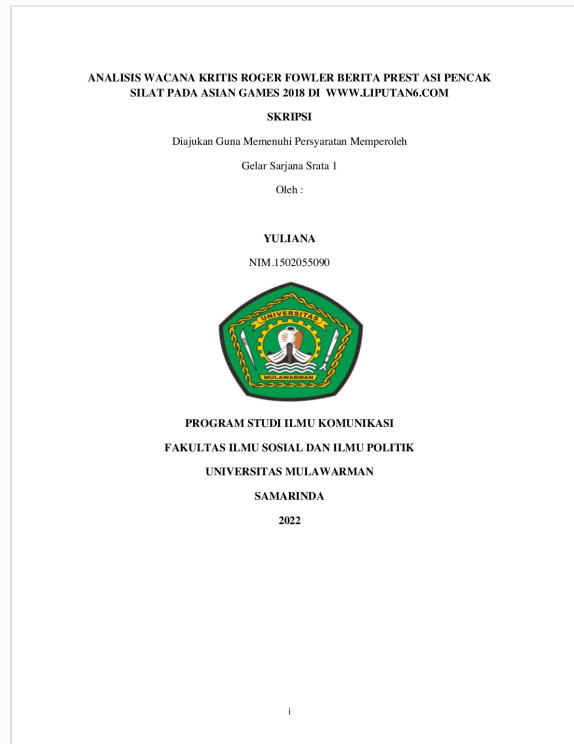 ANALISIS WACANA KRITIS ROGER FOWLER BERITA PREST ASI PENCAK
SILAT PADA ASIAN GAMES 2018 DI WWW.LIPUTAN6.COM
SKRIPSI
Diajukan Guna Memenuhi Persyaratan Memperoleh
Gelar Sarjana Srata 1
Oleh :
YULIANA
NIM.1502055090
UNIVERSITAS
MULAWARMAN
PROGRAM STUDI ILMU KOMUNIKASI
FAKULTAS ILMU SOSIAL DAN ILMU POLITIK
UNIVERSITAS MULAWARMAN
SAMARINDA
2022
i